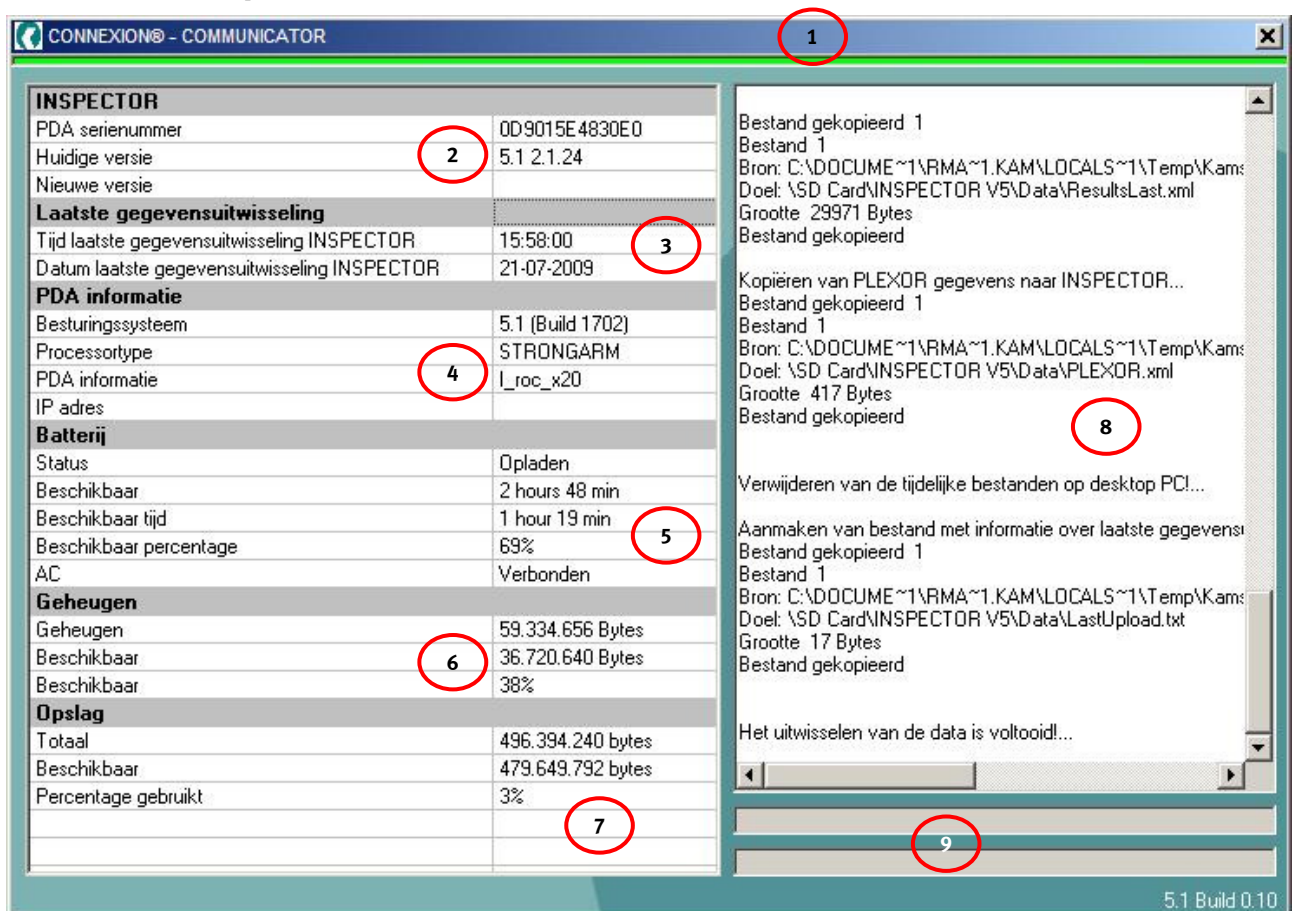 CONNEXION® - COMMUNICATOR
1
INSPECTOR
PDA serienummer 0D9015E4830E0
Huidige versie 5.1 2.1.24
2
Nieuwe versie
Laatste gegevensuitwisseling
Tijd laatste gegevensuitwisseling INSPECTOR 15:58:00
3
Datum laatste gegevensuitwisseling INSPECTOR 21-07-2009
PDA informatie
Besturingssysteem 5.1 (Build 1702)
Processortype STRONGARM
4
PDA informatie I_roc_x20
IP adres
Batterij
Status Opladen
Beschikbaar 2 hours 48 min
Beschikbaar tijd 1 hour 19 min
5
Beschikbaar percentage 69%
AC Verbonden
Geheugen
Geheugen 59.334.656 Bytes
Beschikbaar 36.720.640 Bytes
6
Beschikbaar 38%
Opslag
Totaal 496.394.240 bytes
Beschikbaar 479.649.792 bytes
Percentage gebruikt 3%
7
Bestand gekopieerd 1
Bestand 1
Bron: C:\DOCUME~1\RMA~1.KAM\LOCALS~1\Temp\Kams
Doel: \SD Card\INSPECTOR V5\Data\ResultsLast.xml
Grootte 29971 Bytes
Bestand gekopieerd
Kopiëren van PLEXOR gegevens naar INSPECTOR...
Bestand gekopieerd 1
Bestand 1
Bron: C:\DOCUME~1\RMA~1.KAM\LOCALS~1\Temp\Kams
Doel: \SD Card\INSPECTOR V5\Data\PLEXOR.xml
Grootte 417 Bytes
Bestand gekopieerd
8
Verwijderen van de tijdelijke bestanden op desktop PC!...
Aanmaken van bestand met informatie over laatste gegevensu
Bestand gekopieerd 1
Bestand 1
Bron: C:\DOCUME~1\RMA~1.KAM\LOCALS~1\Temp\Kams
Doel: \SD Card\INSPECTOR V5\Data\LastUpload.txt
Grootte 17 Bytes
Bestand gekopieerd
Het uitwisselen van de data is voltooid!...
9
5.1 Build 0.10